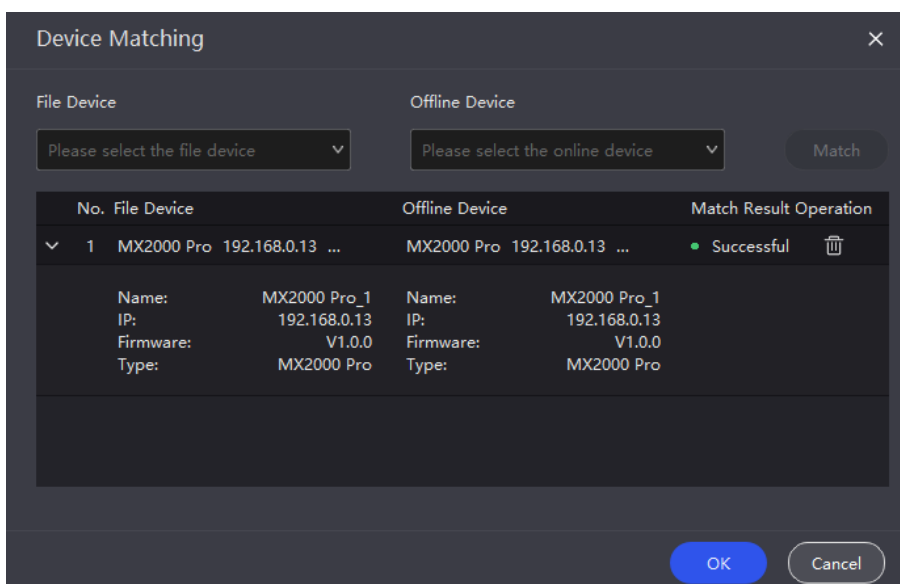 Device Matching
File Device Offline Device
Please select the file device Please select the online device Match
No. File Device Offline Device Match Result Operation
1 MX2000 Pro 192.168.0.13 ... MX2000 Pro 192.168.0.13 ... Successful
Name: MX2000 Pro_1 Name: MX2000 Pro_1
IP: 192.168.0.13 IP: 192.168.0.13
Firmware: V1.0.0 Firmware: V1.0.0
Type: MX2000 Pro Type: MX2000 Pro
OK Cancel